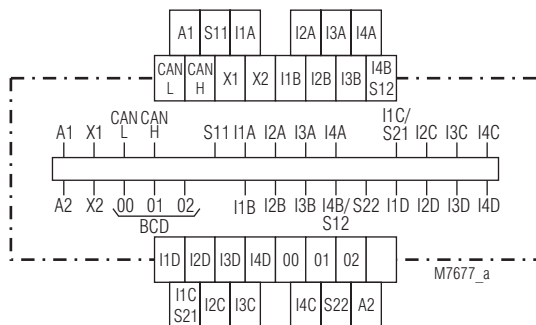 A1 S11 I1A I2A I3A I4A
CAN L CAN H X1 X2 I1B I2B I3B I4B S12
A1 X1 CAN L CAN H S11 I1A I2A I3A I4A I1C/ S21 I2C I3C I4C
A2 X2 00 01 02 I1B I2B I3B I4B/ S12 S22 I1D I2D I3D I4D
BCD
I1D I2D I3D I4D 00 01 02
M7677_a
I1C S21 I2C I3C I4C S22 A2